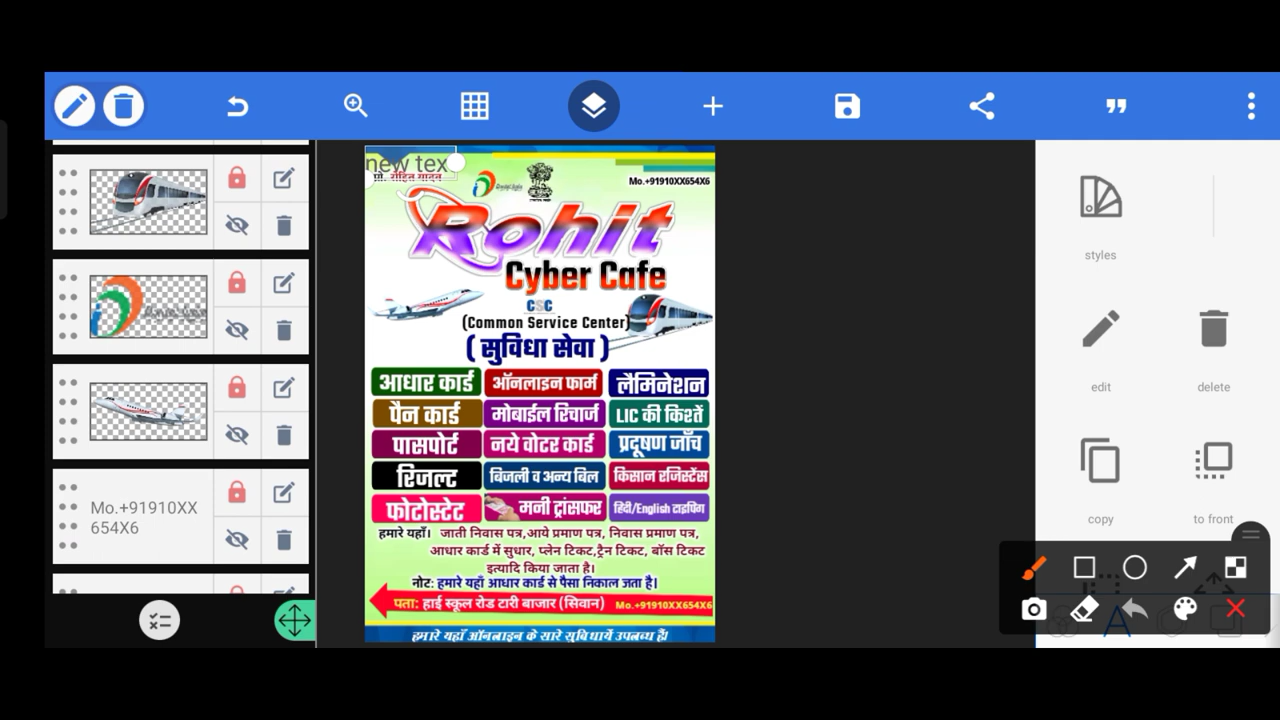 new tex
प्रो. रोहित यादव
Mo.+91910XX654X6
Rohit
Cyber Cafe
CSC
(Common Service Center)
( सुविधा सेवा )
आधार कार्ड
ऑनलाइन फार्म
लैमिनेशन
पैन कार्ड
मोबाईल रिचार्ज
LIC की किश्तें
पासपोर्ट
नये वोटर कार्ड
प्रदूषण जाँच
रिजल्ट
बिजली व अन्य बिल
किसान रजिस्टेंस
फोटोस्टेट
मनी ट्रांसफर
हिंदी/English टाइपिंग
हमारे यहाँ। जाती निवास पत्र,आये प्रमाण पत्र, निवास प्रमाण पत्र,
आधार कार्ड में सुधार, प्लेन टिकट,ट्रेन टिकट, बॉस टिकट
इत्यादि किया जाता है।
नोट: हमारे यहाँ आधार कार्ड से पैसा निकाल जता है।
पता: हाई स्कूल रोड टारी बाजार (सिवान)
Mo.+91910XX654X6
हमारे यहाँ ऑनलाइन के सारे सुविधायें उपलब्ध हैं।
Mo.+91910XX
654X6
styles
edit
delete
copy
to front